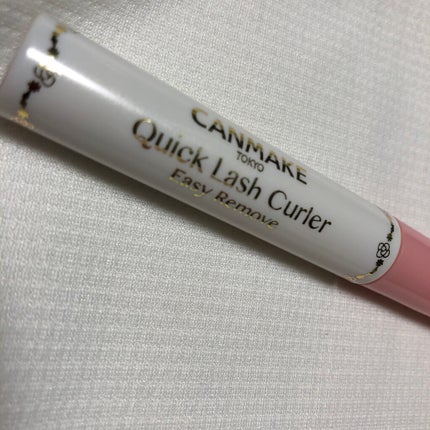 CANMAKE
TOKYO
Quick Lash Curler
Easy Remove